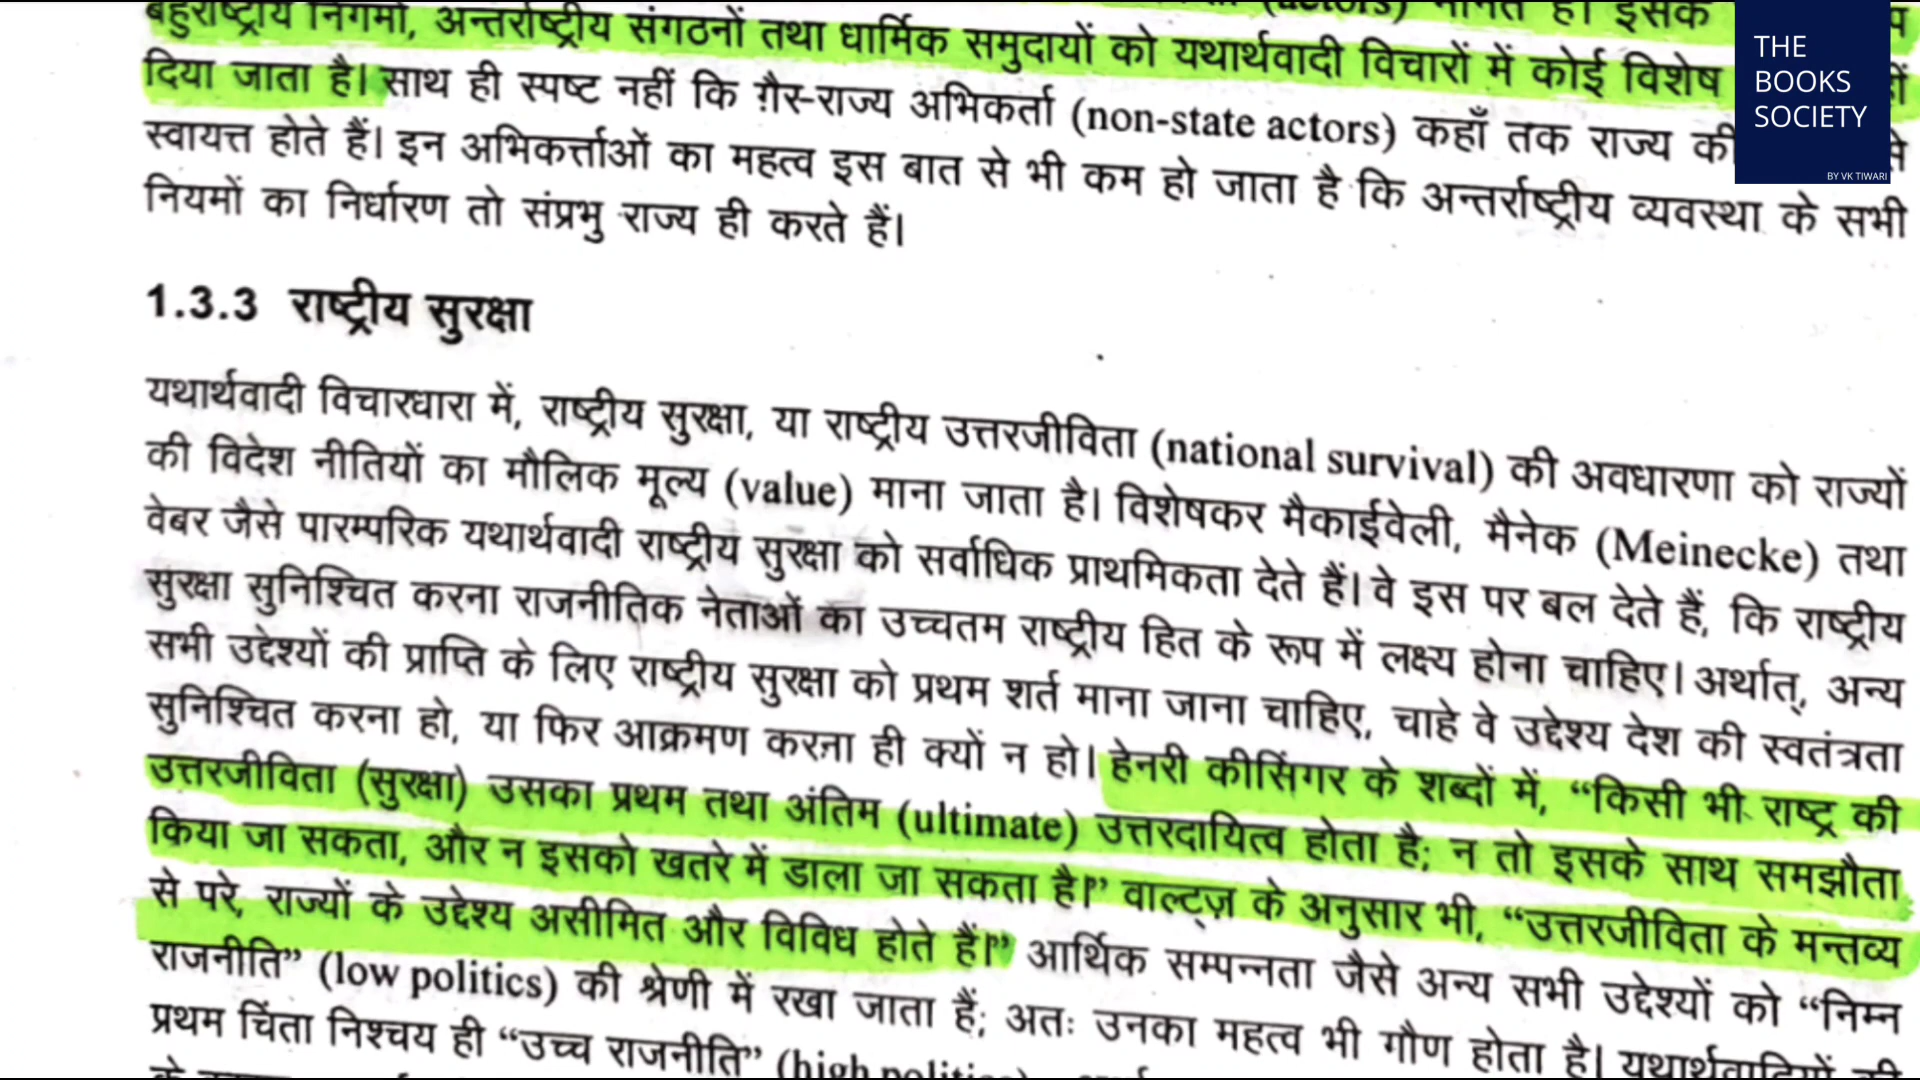 बहुराष्ट्रीय निगमों, अन्तर्राष्ट्रीय संगठनों तथा धार्मिक समुदायों को यथार्थवादी विचारों में कोई विशेष
दिया जाता है। साथ ही स्पष्ट नहीं कि ग़ैर-राज्य अभिकर्ता (non-state actors) कहाँ तक राज्य की
स्वायत्त होते हैं। इन अभिकर्त्ताओं का महत्व इस बात से भी कम हो जाता है कि अन्तर्राष्ट्रीय व्यवस्था के सभी
नियमों का निर्धारण तो संप्रभु राज्य ही करते हैं।
1.3.3 राष्ट्रीय सुरक्षा
यथार्थवादी विचारधारा में, राष्ट्रीय सुरक्षा, या राष्ट्रीय उत्तरजीविता (national survival) की अवधारणा को राज्यों
की विदेश नीतियों का मौलिक मूल्य (value) माना जाता है। विशेषकर मैकाईवेली, मैनेक (Meinecke) तथा
वेबर जैसे पारम्परिक यथार्थवादी राष्ट्रीय सुरक्षा को सर्वाधिक प्राथमिकता देते हैं। वे इस पर बल देते हैं, कि राष्ट्रीय
सुरक्षा सुनिश्चित करना राजनीतिक नेताओं का उच्चतम राष्ट्रीय हित के रूप में लक्ष्य होना चाहिए। अर्थात्, अन्य
सभी उद्देश्यों की प्राप्ति के लिए राष्ट्रीय सुरक्षा को प्रथम शर्त माना जाना चाहिए, चाहे वे उद्देश्य देश की स्वतंत्रता
सुनिश्चित करना हो, या फिर आक्रमण करना ही क्यों न हो। हेनरी कीसिंगर के शब्दों में, “किसी भी राष्ट्र की
उत्तरजीविता (सुरक्षा) उसका प्रथम तथा अंतिम (ultimate) उत्तरदायित्व होता है; न तो इसके साथ समझौता
किया जा सकता, और न इसको खतरे में डाला जा सकता है।” वाल्ट्ज़ के अनुसार भी, “उत्तरजीविता के मन्तव्य
से परे, राज्यों के उद्देश्य असीमित और विविध होते हैं।” आर्थिक सम्पन्नता जैसे अन्य सभी उद्देश्यों को “निम्न
राजनीति” (low politics) की श्रेणी में रखा जाता हैं; अतः उनका महत्व भी गौण होता है। यथार्थवादियों की
प्रथम चिंता निश्चय ही “उच्च राजनीति” (high politics)
THE
BOOKS
SOCIETY
BY VK TIWARI